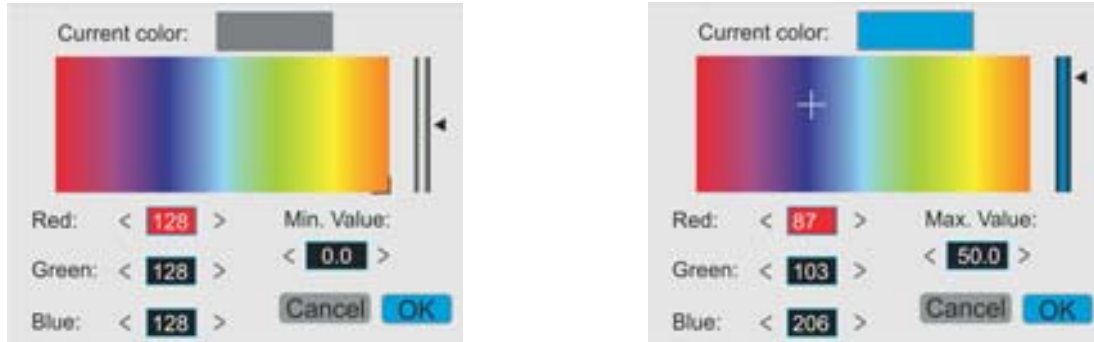 Current color:
Red: < 128 > Min. Value:
Green: < 128 > < 0.0 >
Blue: < 128 > Cancel OK
Current color:
Red: < 87 > Max. Value:
Green: < 103 > < 50.0 >
Blue: < 206 > Cancel OK